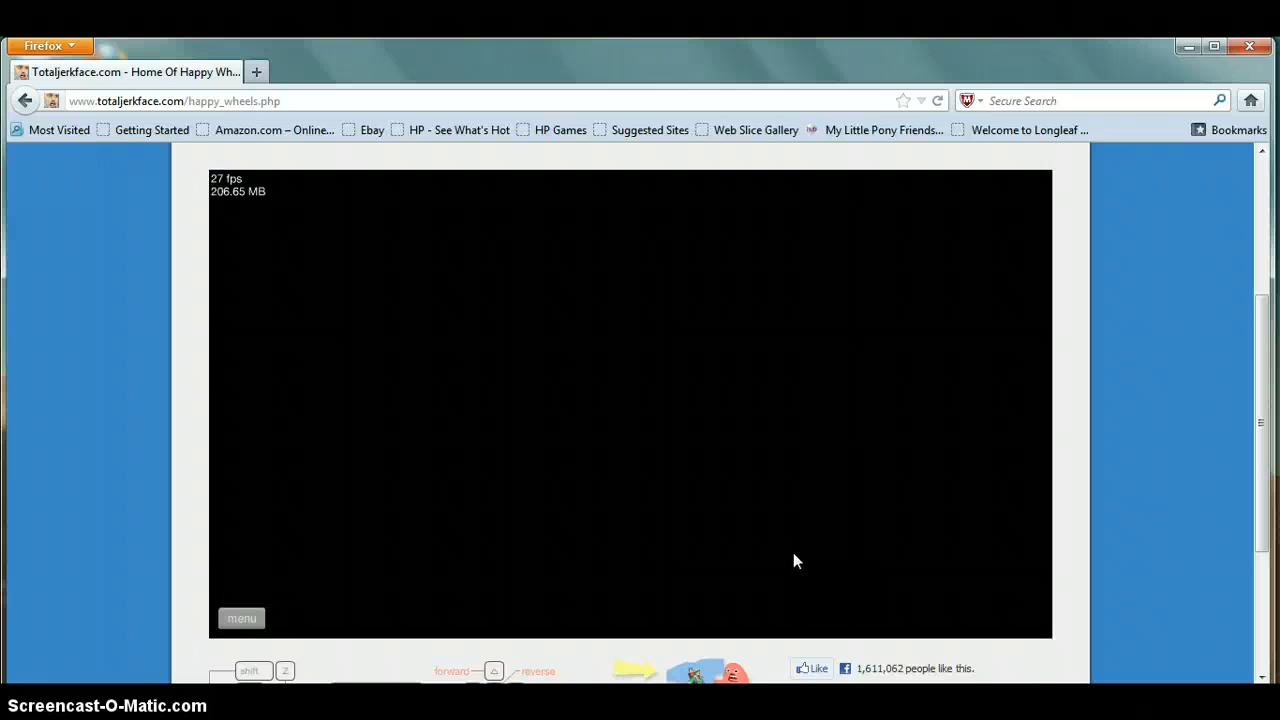 Firefox
Totaljerkface.com - Home Of Happy Wh...
www.totaljerkface.com/happy_wheels.php
Secure Search
Most Visited Getting Started Amazon.com – Online... Ebay HP - See What's Hot HP Games Suggested Sites Web Slice Gallery My Little Pony Friends... Welcome to Longleaf ... Bookmarks
27 fps
206.65 MB
menu
shift Z forward reverse Like 1,611,062 people like this.
Screencast-O-Matic.com